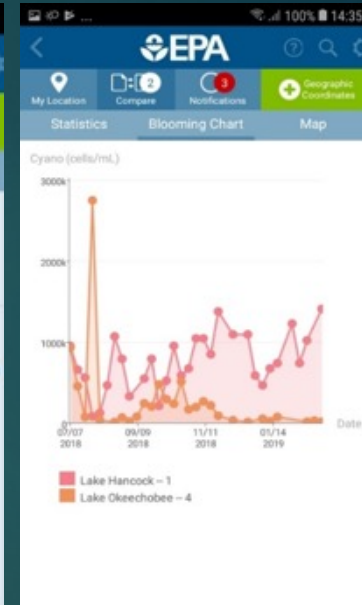 ... 100% 14:35
EPA
My Location
Compare 2
Notifications 3
Geographic
Coordinates
Statistics Blooming Chart Map
Cyano (cells/mL)
3000k
2000k
1000k
0
07/07 09/09 11/11 01/14 Date
2018 2018 2018 2019
Lake Hancock -- 1
Lake Okeechobee -- 4